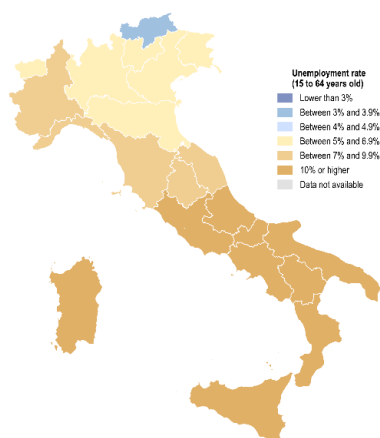 Unemployment rate
(15 to 64 years old)
Lower than 3%
Between 3% and 3.9%
Between 4% and 4.9%
Between 5% and 6.9%
Between 7% and 9.9%
10% or higher
Data not available